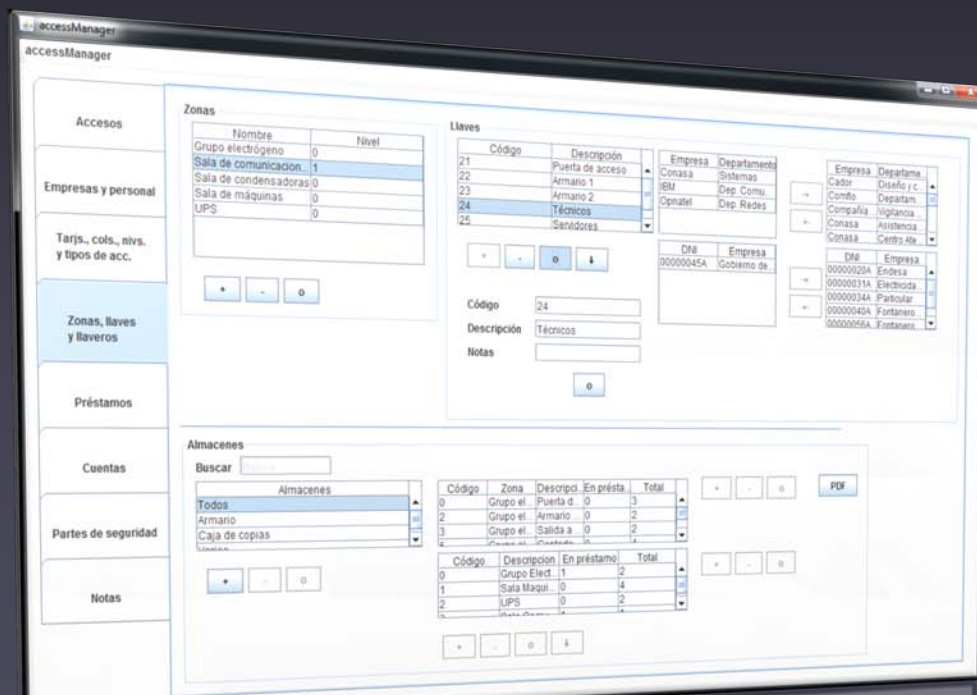 accessManager
accessManager
Accesos
Empresas y personal
Tarjs., cols., nivs.
y tipos de acc.
Zonas, llaves
y llaveros
Préstamos
Cuentas
Partes de seguridad
Notas
Zonas
Nombre Nivel
Grupo electrógeno 0
Sala de comunicacion... 1
Sala de condensadoras 0
Sala de máquinas 0
UPS 0
+ - o
Llaves
Código Descripción
21 Puerta de acceso
22 Armario 1
23 Armario 2
24 Técnicos
25 Servidores
+ - o
Código 24
Descripción Técnicos
Notas
o
Empresa Departamento
Conasa Sistemas
IBM Dep. Comu..
Opnatel Dep. Redes
DNI Empresa
00000045A Gobierno de ..
Empresa Departame...
Cador Diseño y c...
Comflo Departam...
Compañía Vigilancia ...
Conasa Asistencia ...
Conasa Centro Ate...
DNI Empresa
00000020A Endesa
00000031A Electricida...
00000034A Particular
00000040A Fontanero...
00000056A Fontanero...
Almacenes
Buscar
Almacenes
Todos
Armario
Caja de copias
Varios
+ - o
Código Zona Descripci.. En présta.. Total
0 Grupo el... Puerta d... 0 3
2 Grupo el... Armario ... 0 2
3 Grupo el... Salida a ... 0 2
+ - o
PDF
Código Descripcion En préstamo Total
0 Grupo Elect... 1 2
1 Sala Maqui... 0 4
2 UPS 0 2
+ - o
+ - o